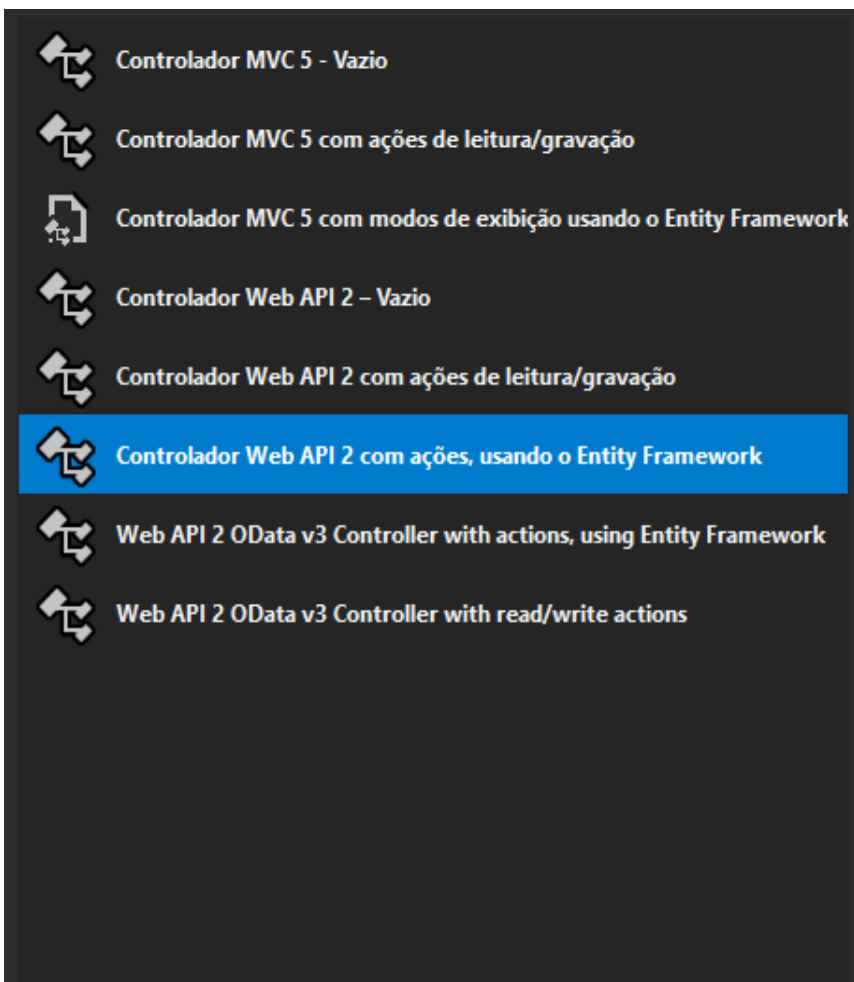 Controlador MVC 5 - Vazio
Controlador MVC 5 com ações de leitura/gravação
Controlador MVC 5 com modos de exibição usando o Entity Framework
Controlador Web API 2 – Vazio
Controlador Web API 2 com ações de leitura/gravação
Controlador Web API 2 com ações, usando o Entity Framework
Web API 2 OData v3 Controller with actions, using Entity Framework
Web API 2 OData v3 Controller with read/write actions